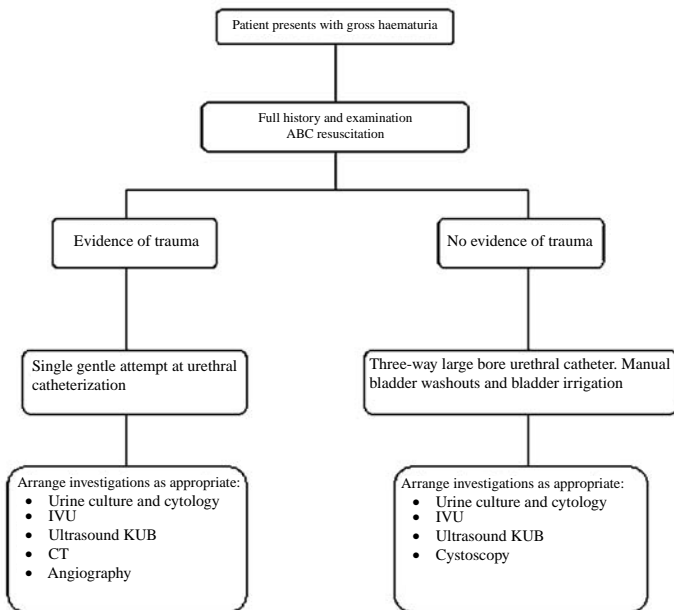 Patient presents with gross haematuria
Full history and examination
ABC resuscitation
Evidence of trauma
No evidence of trauma
Single gentle attempt at urethral
catheterization
Three-way large bore urethral catheter. Manual
bladder washouts and bladder irrigation
Arrange investigations as appropriate:
• Urine culture and cytology
• IVU
• Ultrasound KUB
• CT
• Angiography
Arrange investigations as appropriate:
• Urine culture and cytology
• IVU
• Ultrasound KUB
• Cystoscopy